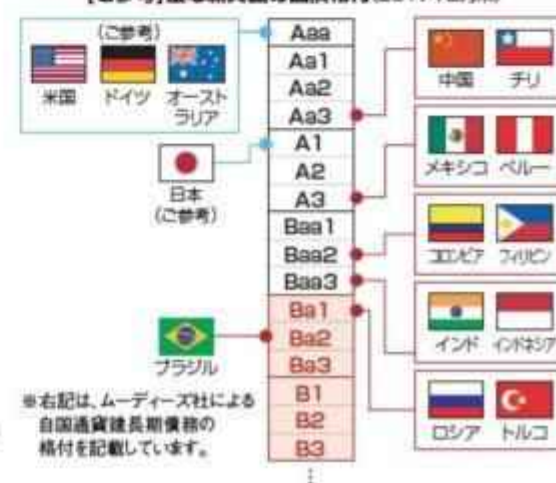 (ご参考)
米国 ドイツ オースト
ラリア
日本
(ご参考)
ブラジル
※右記は、ムーディーズ社による
自国通貨建長期債務の
格付を記載しています。
Aaa
Aa1
Aa2
Aa3
A1
A2
A3
Baa1
Baa2
Baa3
Ba1
Ba2
Ba3
B1
B2
B3
⋮
中国 チリ
メキシコ ペルー
コロンビア フィリピン
インド インドネシア
ロシア トルコ